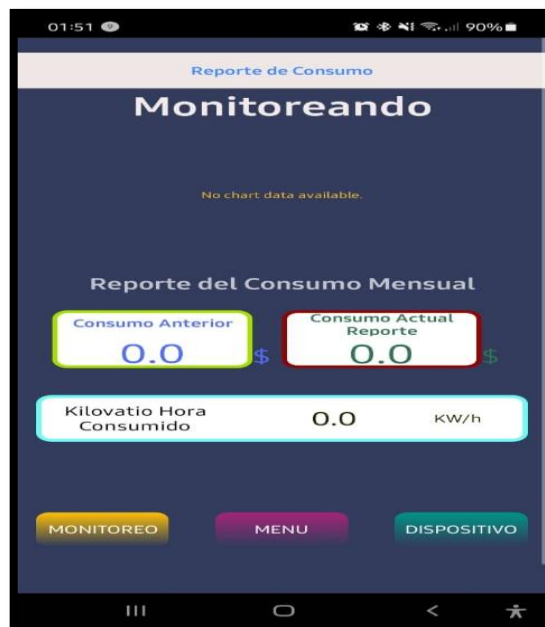 01:51 9 90%
Reporte de Consumo
Monitoreando
No chart data available.
Reporte del Consumo Mensual
Consumo Anterior
0.0 $
Consumo Actual
Reporte
0.0 $
Kilovatio Hora
Consumido
0.0 KW/h
MONITOREO MENU DISPOSITIVO